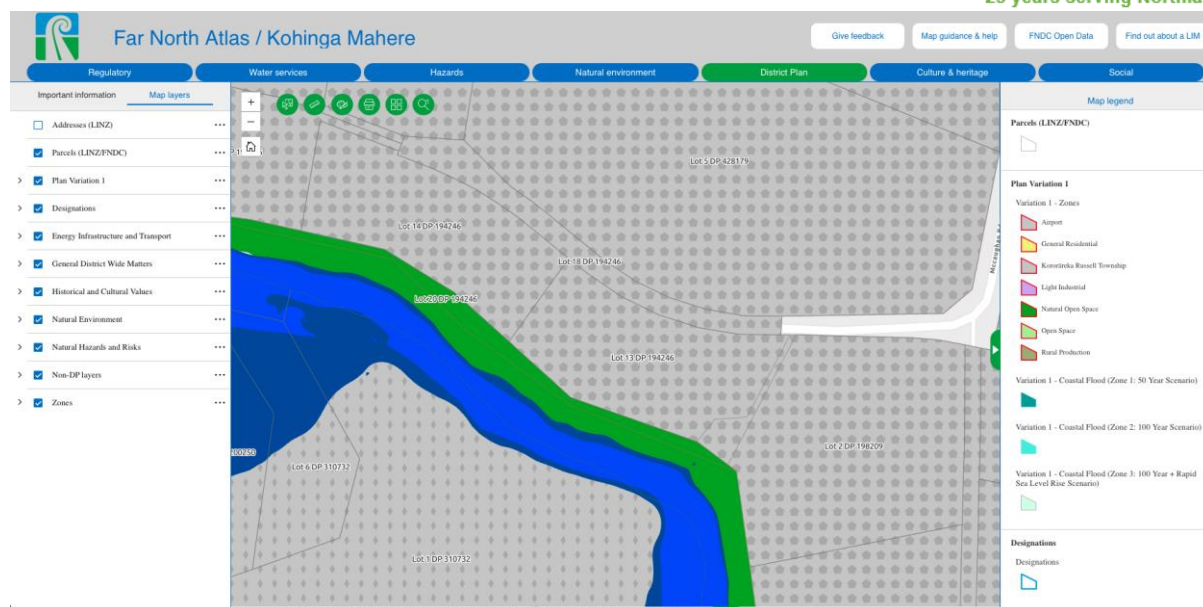 25 years serving Northla
Far North Atlas / Kohinga Mahere
Give feedback
Map guidance & help
FNDC Open Data
Find out about a LIM
Regulatory
Water services
Hazards
Natural environment
District Plan
Culture & heritage
Social
Important information
Map layers
Addresses (LINZ)
Parcels (LINZ/FNDC)
Plan Variation 1
Designations
Energy Infrastructure and Transport
General District Wide Matters
Historical and Cultural Values
Natural Environment
Natural Hazards and Risks
Non-DP layers
Zones
Lot 5 DP 428179
Lot 14 DP 194246
Lot 18 DP 194246
Lot 20 DP 194246
Lot 13 DP 194246
Lot 2 DP 198209
Lot 6 DP 310732
Lot 1 DP 310732
Mccaughan Rd
Map legend
Parcels (LINZ/FNDC)
Plan Variation 1
Variation 1 - Zones
Airport
General Residential
Kororāreka Russell Township
Light Industrial
Natural Open Space
Open Space
Rural Production
Variation 1 - Coastal Flood (Zone 1: 50 Year Scenario)
Variation 1 - Coastal Flood (Zone 2: 100 Year Scenario)
Variation 1 - Coastal Flood (Zone 3: 100 Year + Rapid
Sea Level Rise Scenario)
Designations
Designations